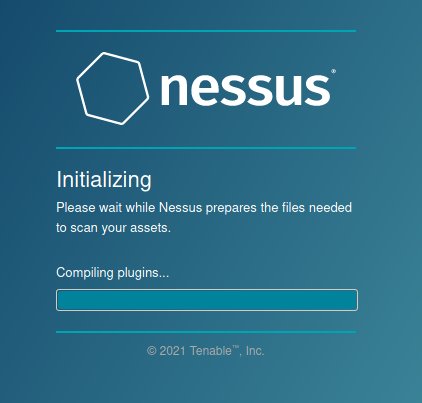 nessus®
Initializing
Please wait while Nessus prepares the files needed
to scan your assets.
Compiling plugins...
© 2021 Tenable™, Inc.